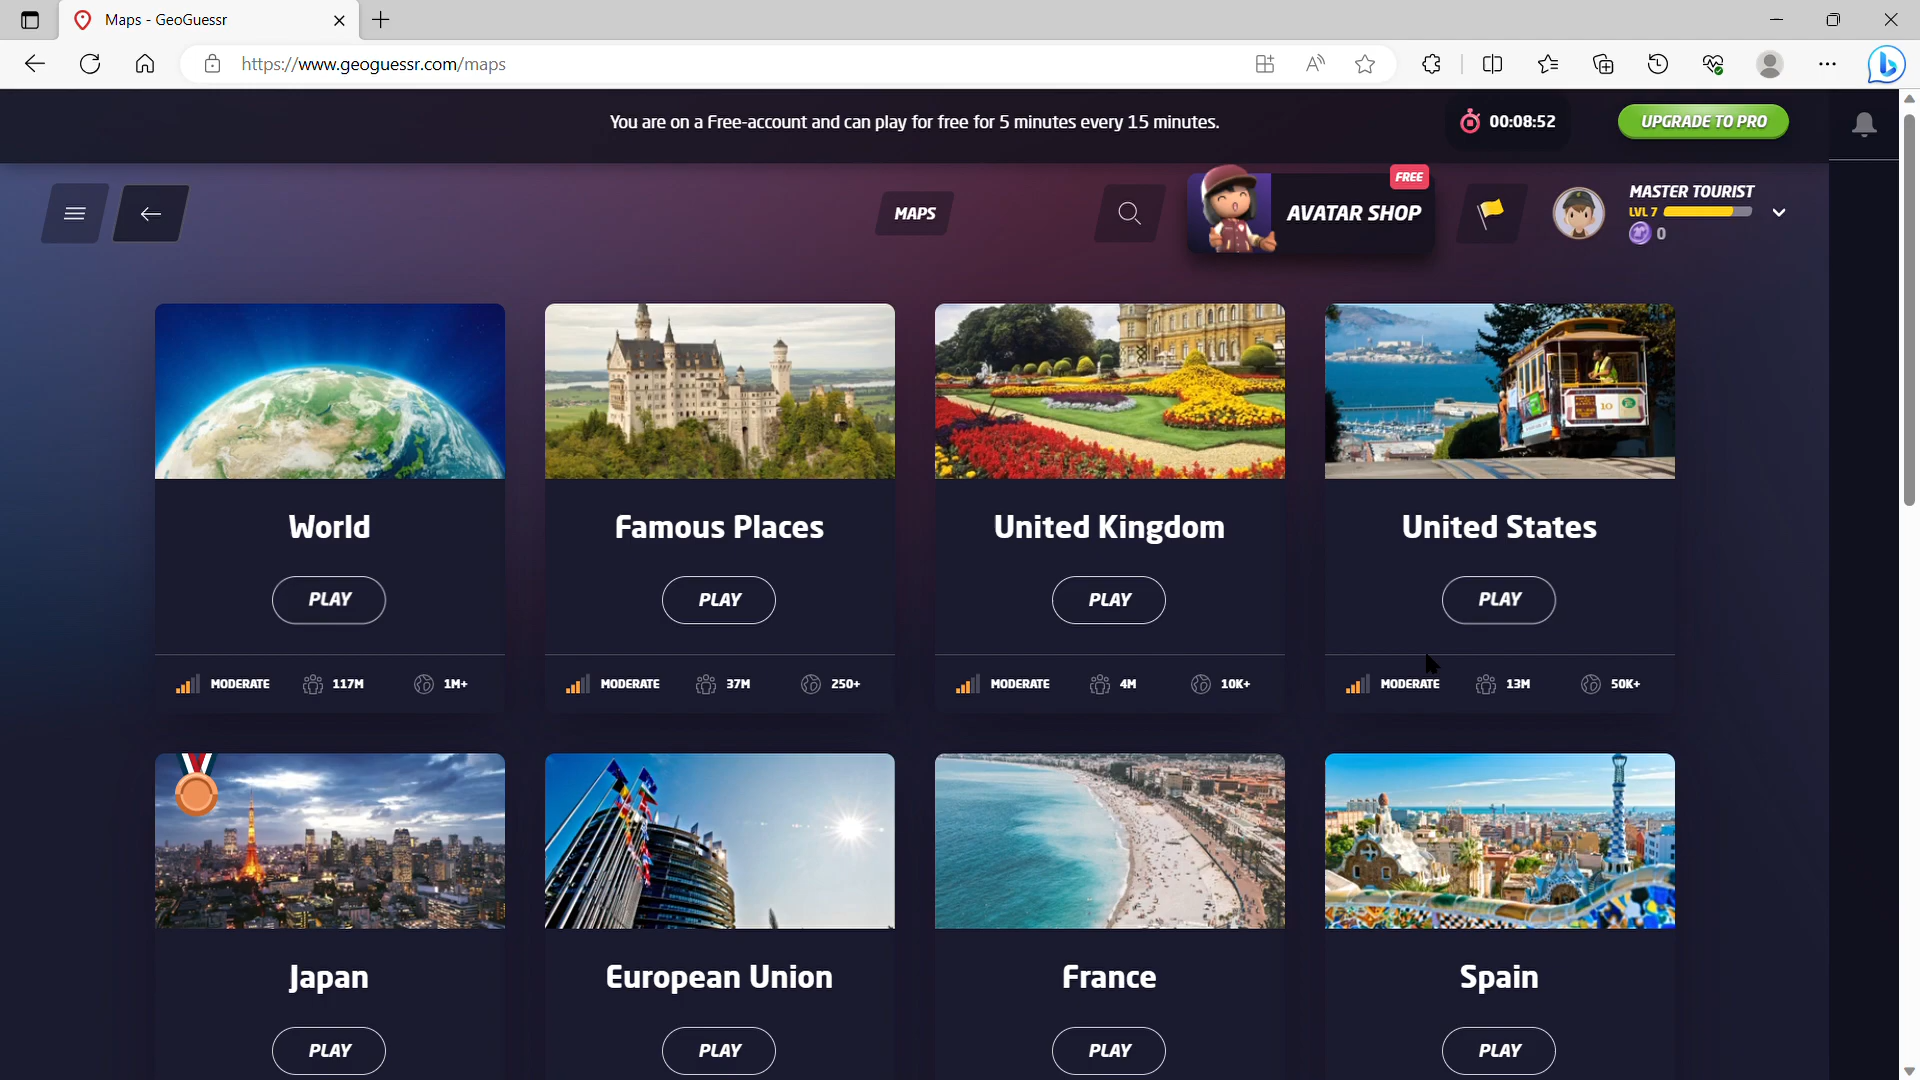 Maps - GeoGuessr
https://www.geoguessr.com/maps
You are on a Free-account and can play for free for 5 minutes every 15 minutes.
00:08:52
UPGRADE TO PRO
MAPS
FREE
AVATAR SHOP
MASTER TOURIST
LVL 7
0
World
Famous Places
United Kingdom
United States
PLAY
PLAY
PLAY
PLAY
MODERATE 117M 1M+
MODERATE 37M 250+
MODERATE 4M 10K+
MODERATE 13M 50K+
Japan
European Union
France
Spain
PLAY
PLAY
PLAY
PLAY